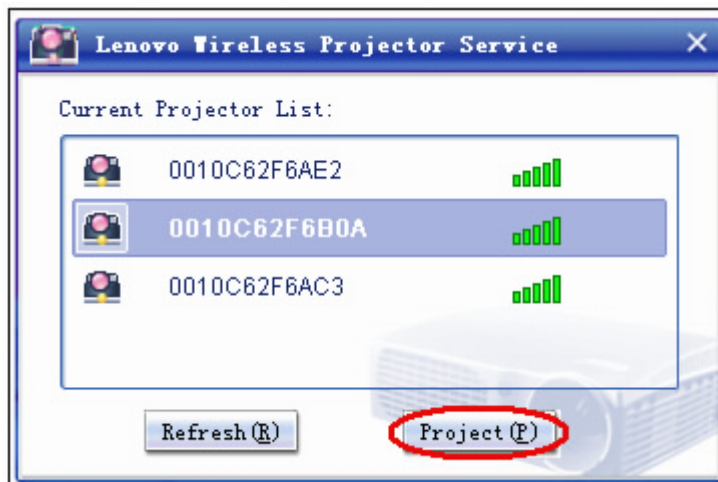 Lenovo Wireless Projector Service
Current Projector List:
0010C62F6AE2
0010C62F6B0A
0010C62F6AC3
Refresh(R) Project(P)